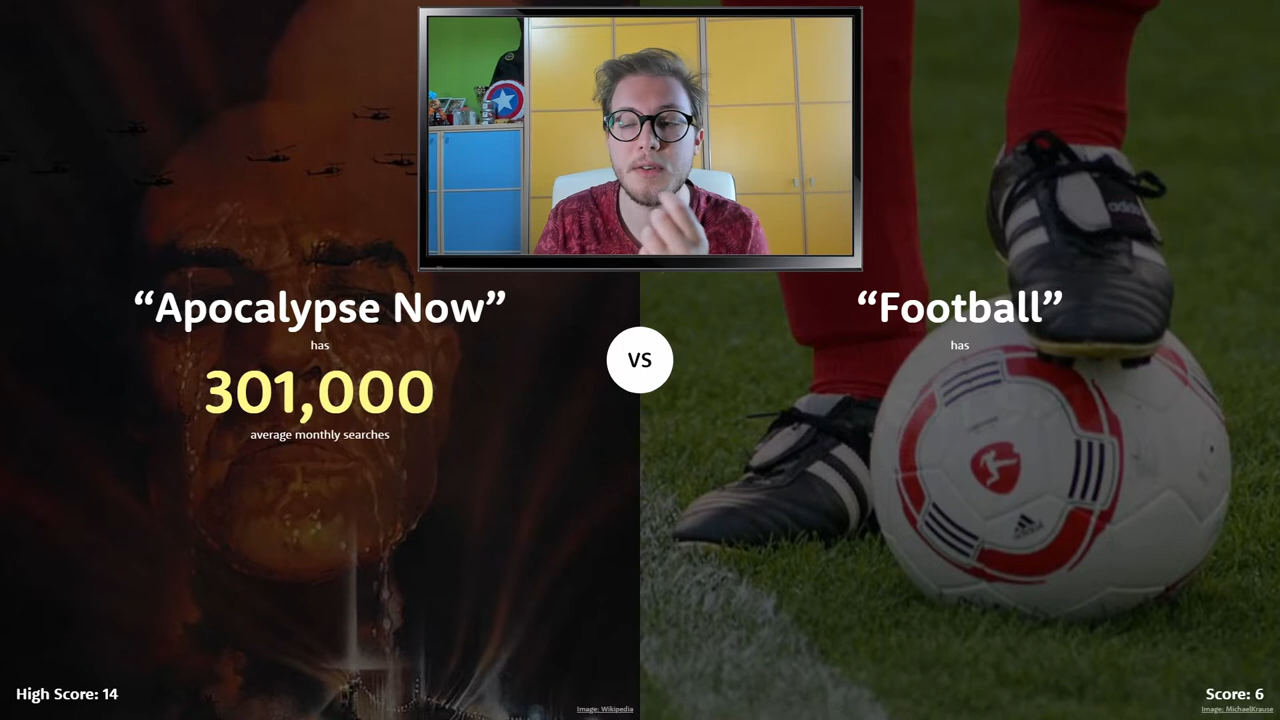 “Apocalypse Now”
has
301,000
average monthly searches
VS
“Football”
has
adidas
High Score: 14
Image: Wikipedia
Score: 6
Image: MichaelKrause